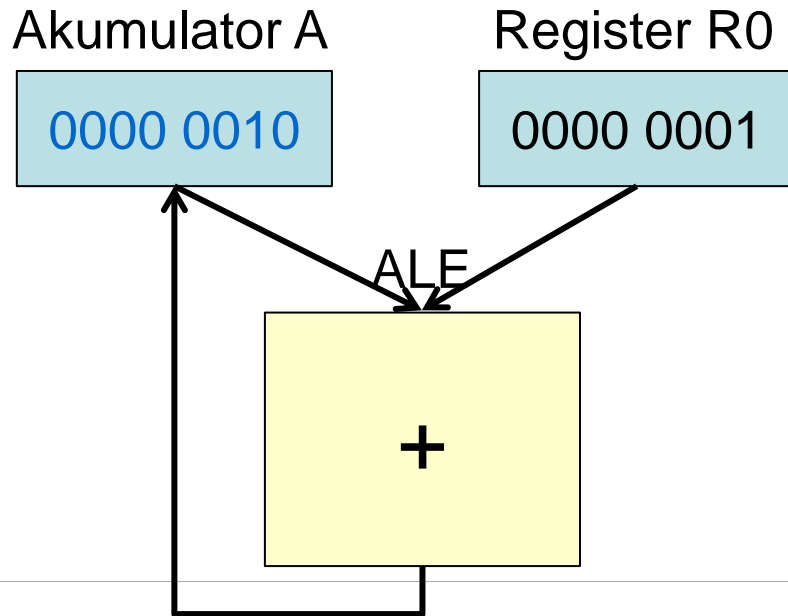 Akumulator A
Register R0
0000 0010
0000 0001
ALE
+